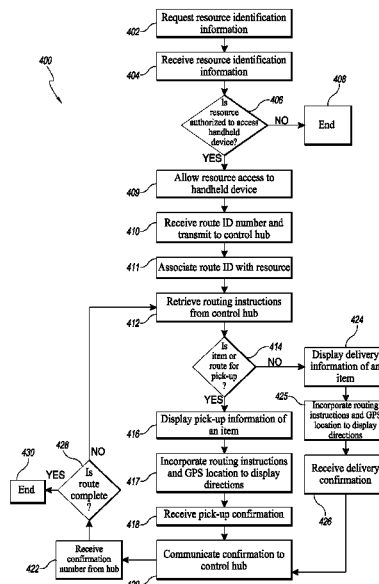 400
402
Request resource identification
information
404
Receive resource identification
information
406
Is
resource
authorized to access
handheld
device?
NO
408
End
YES
409
Allow resource access to
handheld device
410
Receive route ID number and
transmit to control hub
411
Associate route ID with resource
412
Retrieve routing instructions
from control hub
414
Is
item or
route for
pick-up
?
NO
YES
424
Display delivery
information of an
item
425
Incorporate routing
instructions and GPS
location to display
directions
426
Receive delivery
confirmation
416
Display pick-up information of
an item
417
Incorporate routing instructions
and GPS location to display
directions
418
Receive pick-up confirmation
Communicate confirmation to
control hub
420
422
Receive
confirmation
number from hub
428
Is
route
complete
?
NO
YES
430
End